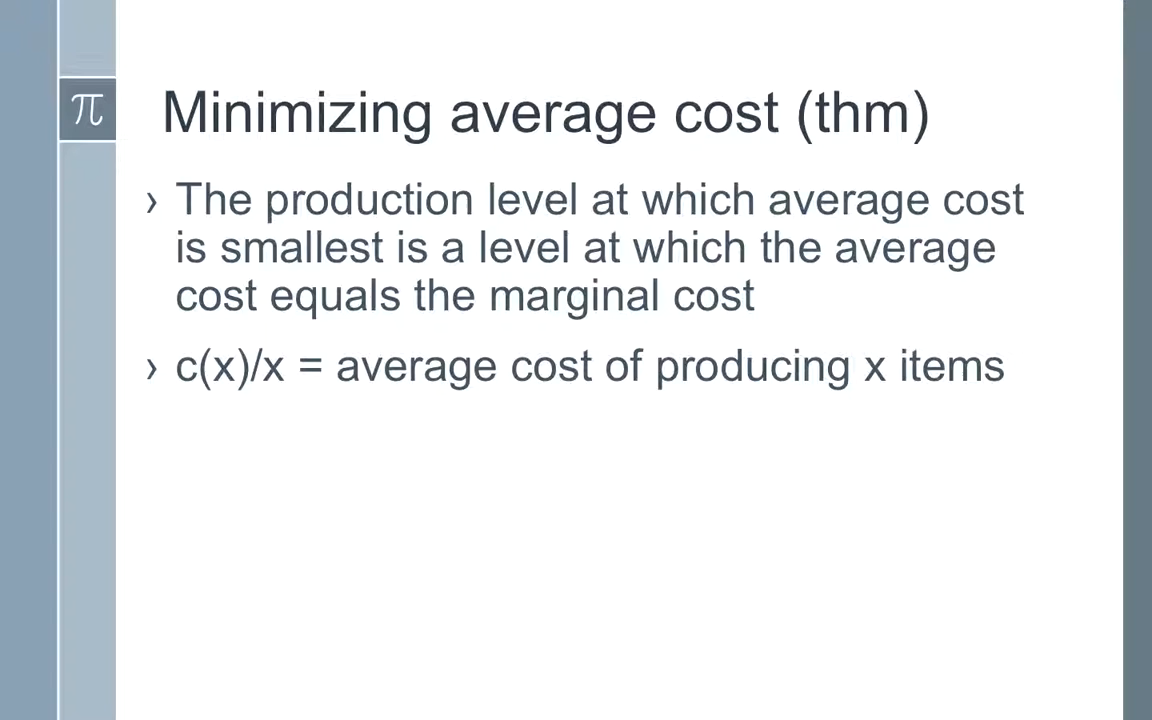 π
Minimizing average cost (thm)
› The production level at which average cost
is smallest is a level at which the average
cost equals the marginal cost
› c(x)/x = average cost of producing x items